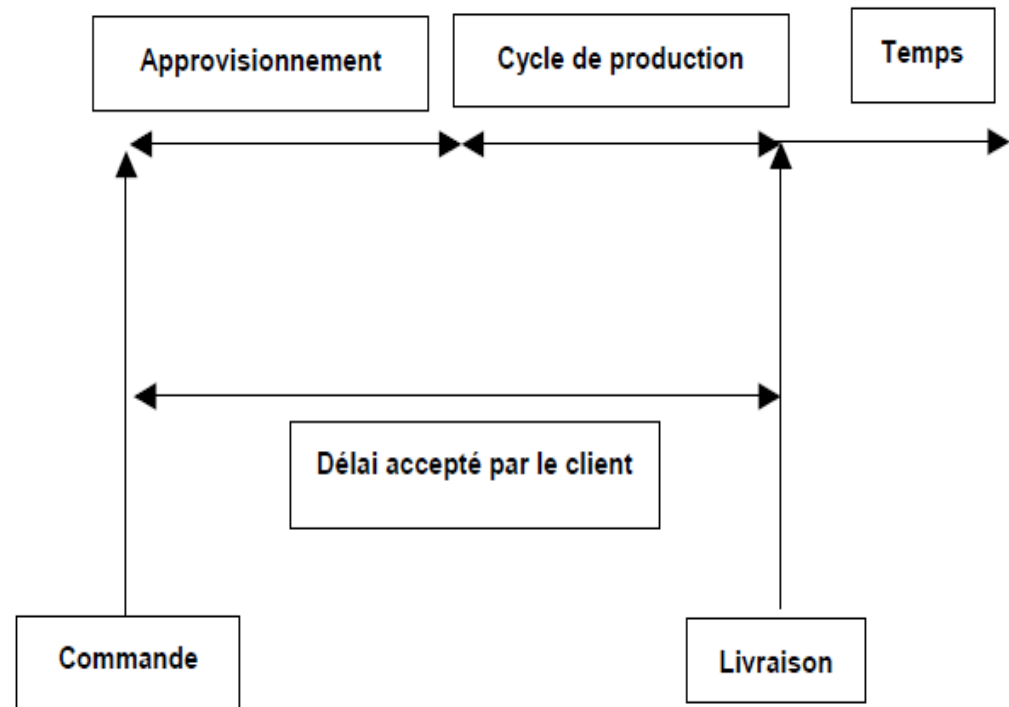 Approvisionnement
Cycle de production
Temps
Délai accepté par le client
Commande
Livraison